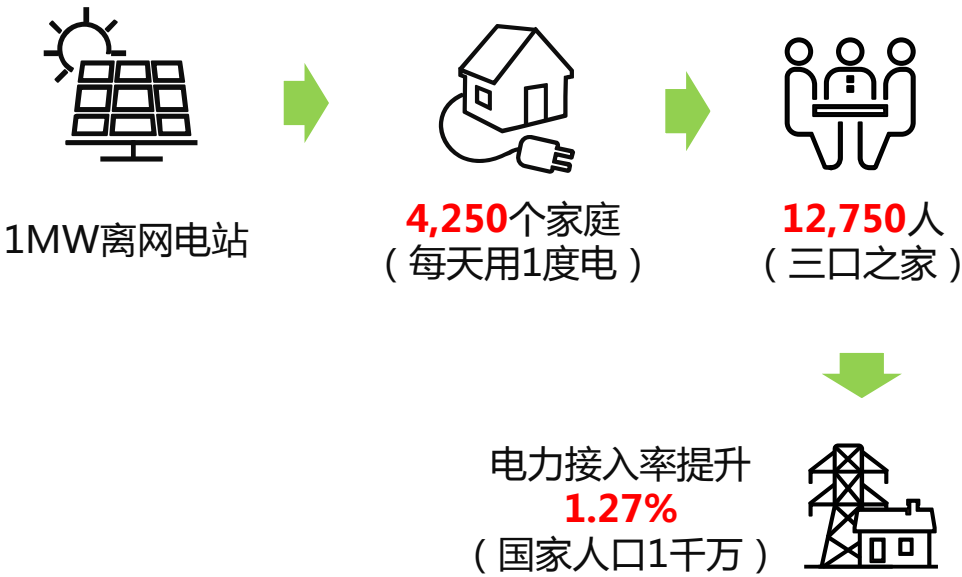 1MW离网电站
4,250个家庭
（每天用1度电）
12,750人
（三口之家）
电力接入率提升
1.27%
（国家人口1千万）